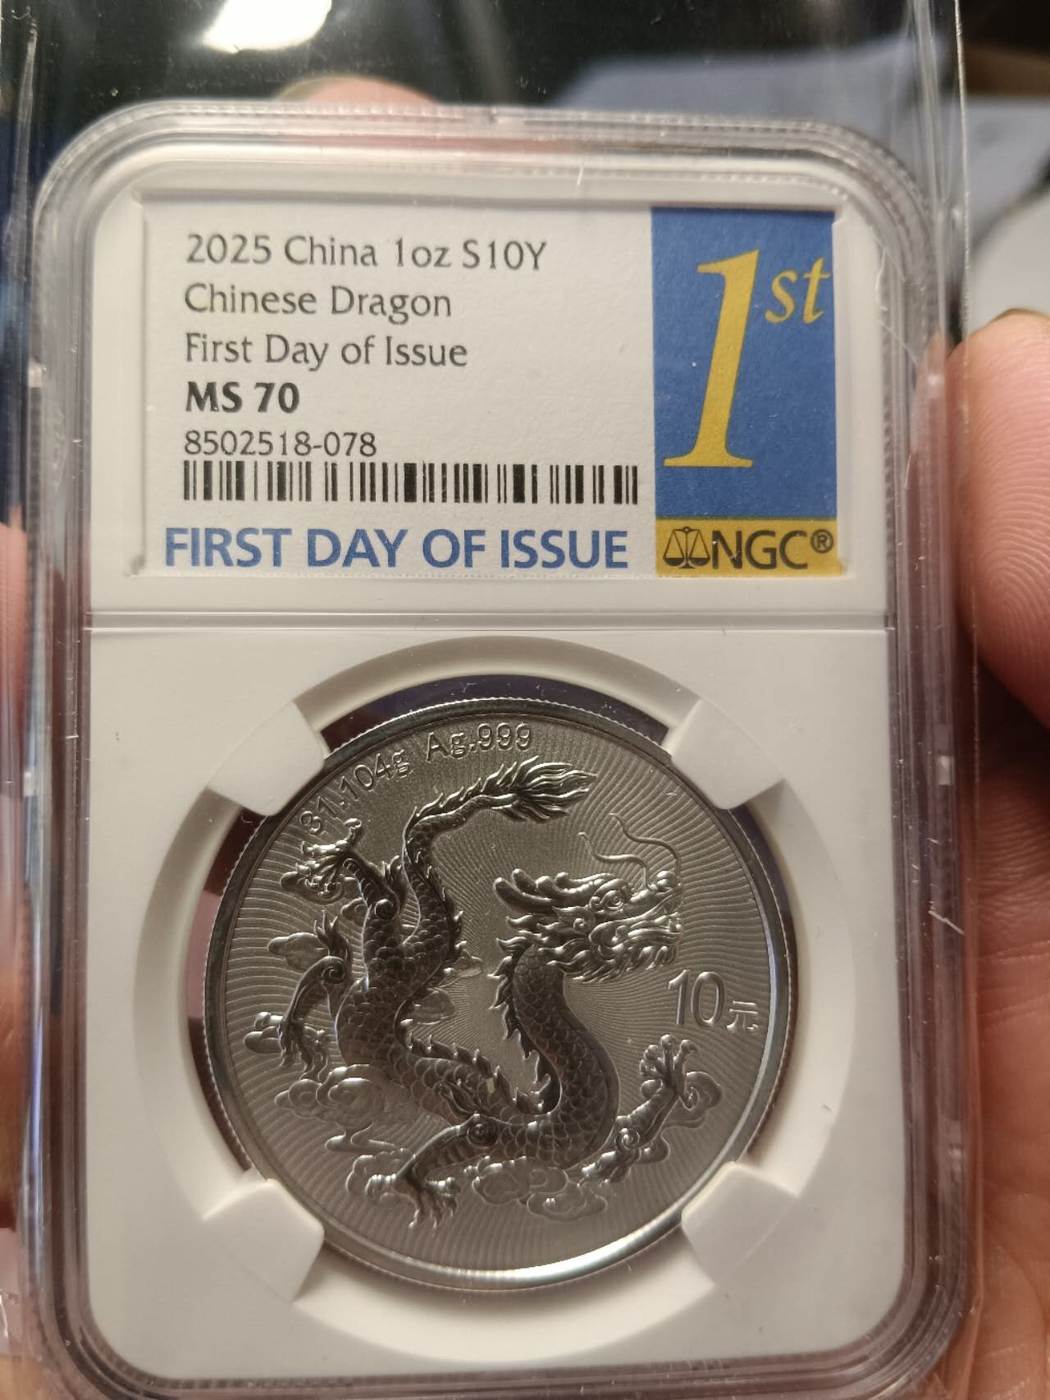 2025 China 1oz S10Y
Chinese Dragon
First Day of Issue
MS 70
8502518-078
FIRST DAY OF ISSUE
1st
NGC®
31.104g Ag.999
10元